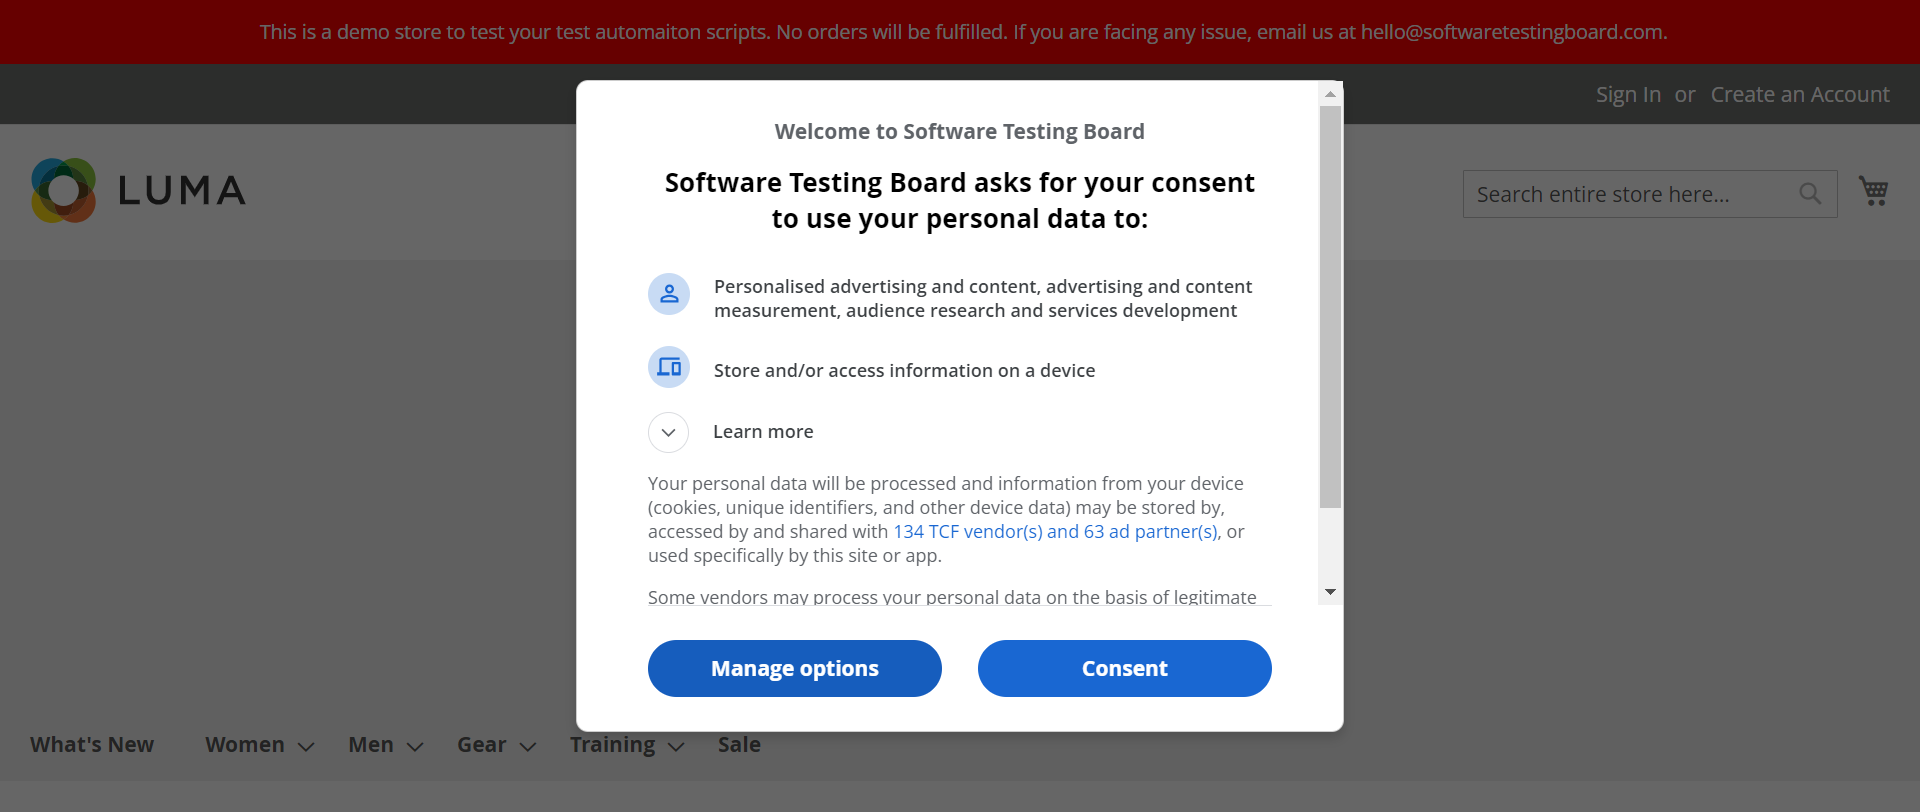 This is a demo store to test your test automaiton scripts. No orders will be fulfilled. If you are facing any issue, email us at hello@softwaretestingboard.com.
Sign In or Create an Account
LUMA
Search entire store here...
Welcome to Software Testing Board
Software Testing Board asks for your consent
to use your personal data to:
Personalised advertising and content, advertising and content
measurement, audience research and services development
Store and/or access information on a device
Learn more
Your personal data will be processed and information from your device
(cookies, unique identifiers, and other device data) may be stored by,
accessed by and shared with 134 TCF vendor(s) and 63 ad partner(s), or
used specifically by this site or app.
Some vendors may process your personal data on the basis of legitimate
Manage options
Consent
What's New Women Men Gear Training Sale